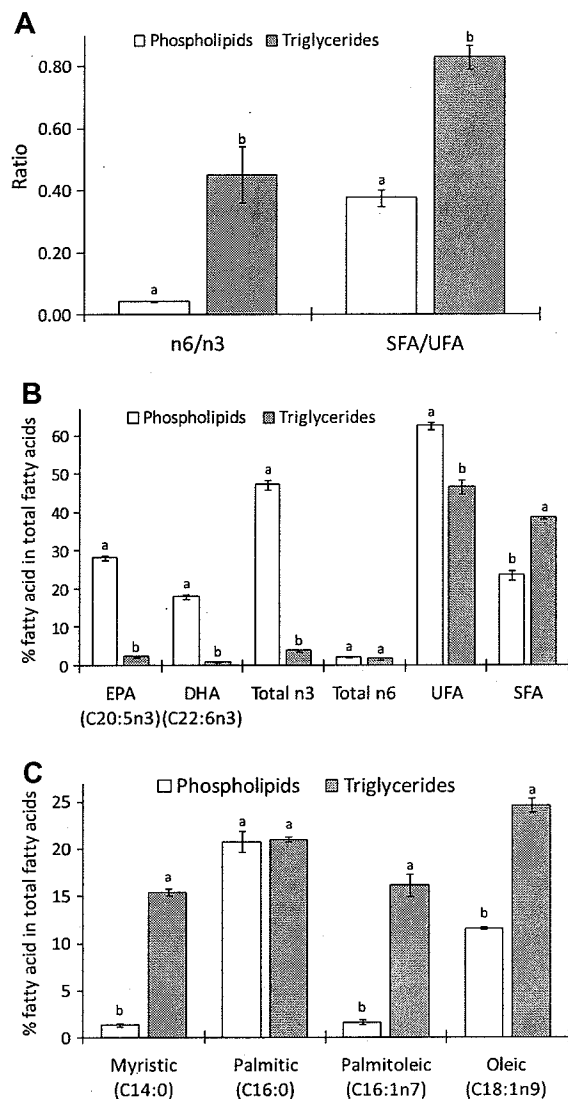 A
Phospholipids Triglycerides
0.80
0.60
0.40
0.20
0.00
Ratio
a
b
a
b
n6/n3 SFA/UFA
B
Phospholipids Triglycerides
60
50
40
30
20
10
0
% fatty acid in total fatty acids
a
b
a
b
a
b
a
a
a
b
b
a
EPA DHA Total n3 Total n6 UFA SFA
(C20:5n3)(C22:6n3)
C
Phospholipids Triglycerides
25
20
15
10
5
0
% fatty acid in total fatty acids
b
a
a
a
b
a
b
a
Myristic Palmitic Palmitoleic Oleic
(C14:0) (C16:0) (C16:1n7) (C18:1n9)